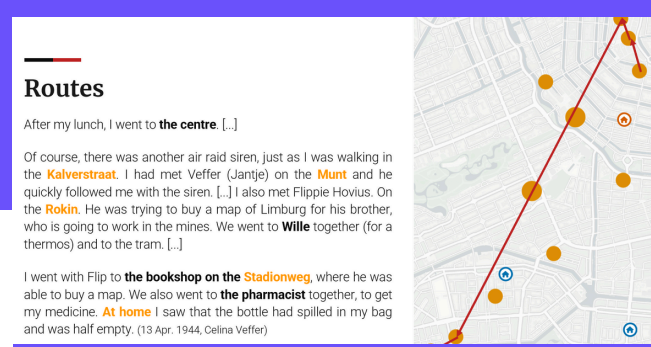 Routes
After my lunch, I went to the centre. [...]
Of course, there was another air raid siren, just as I was walking in
the Kalverstraat. I had met Veffer (Jantje) on the Munt and he
quickly followed me with the siren. [...] I also met Flippie Hovius. On
the Rokin. He was trying to buy a map of Limburg for his brother,
who is going to work in the mines. We went to Wille together (for a
thermos) and to the tram. [...]
I went with Flip to the bookshop on the Stadionweg, where he was
able to buy a map. We also went to the pharmacist together, to get
my medicine. At home I saw that the bottle had spilled in my bag
and was half empty. (13 Apr. 1944, Celina Veffer)